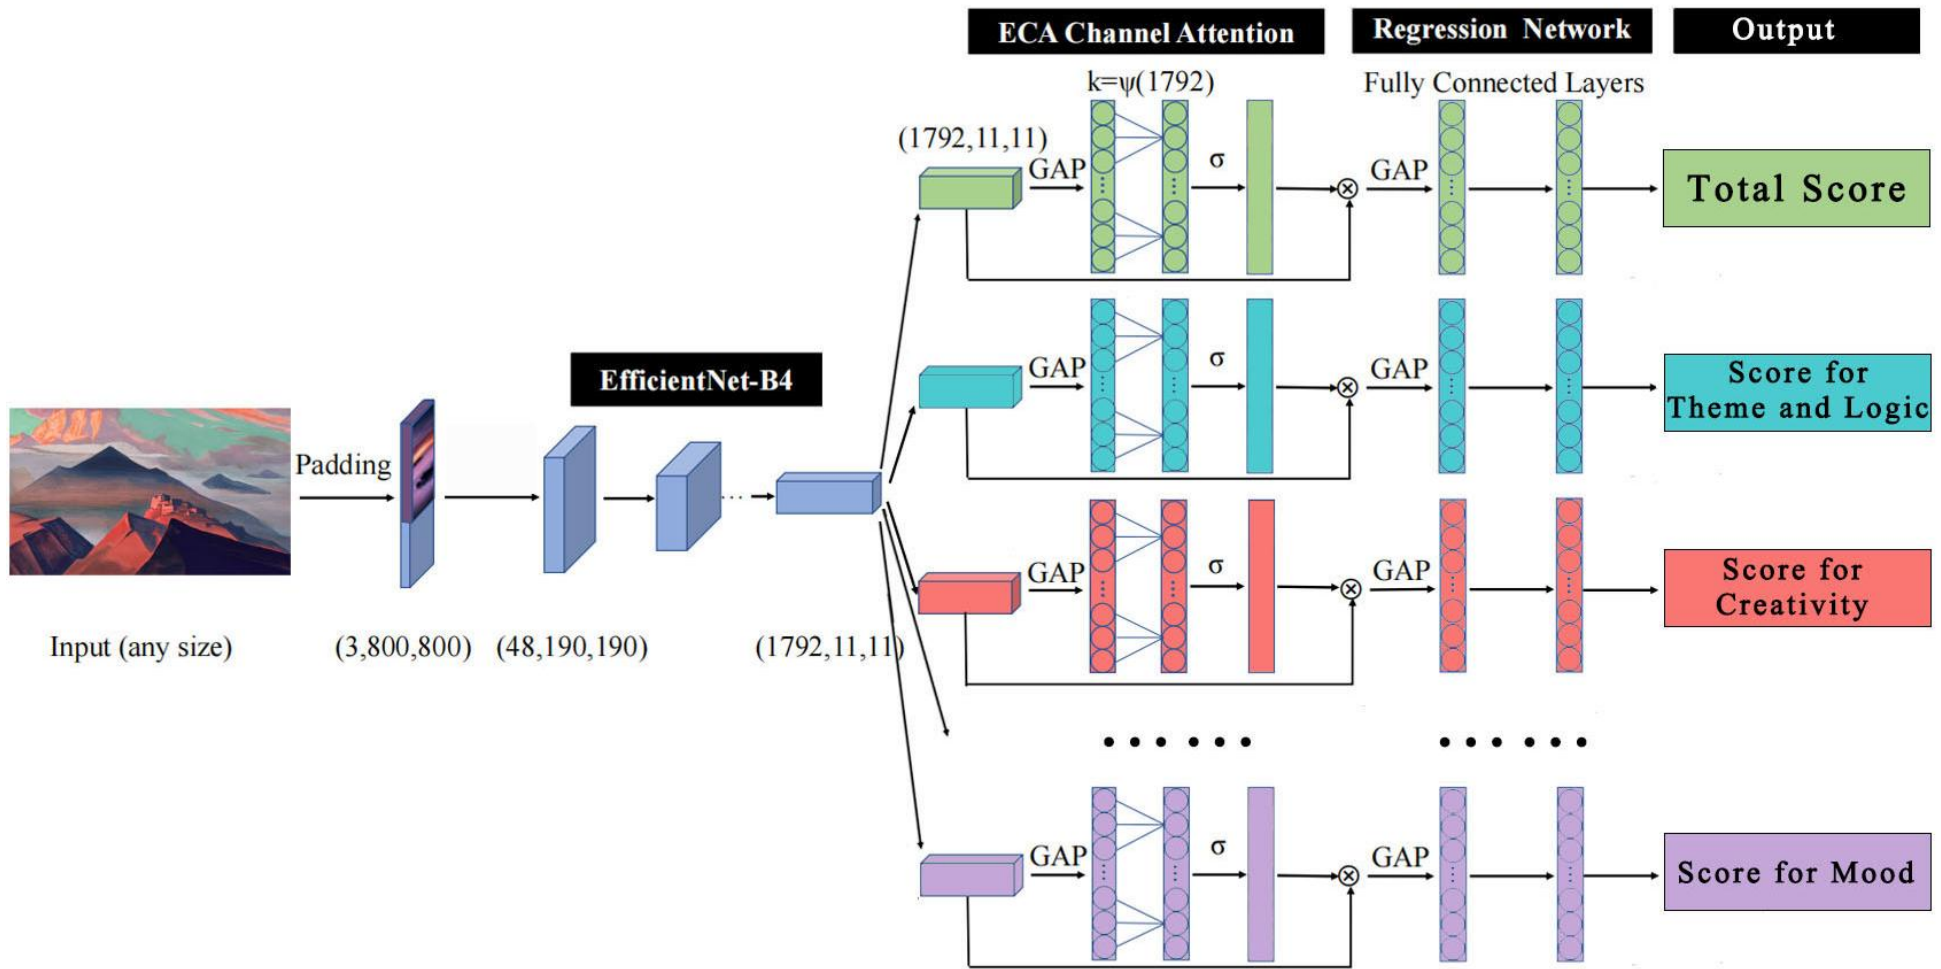 ECA Channel Attention
Regression Network
Output
k=ψ(1792)
Fully Connected Layers
(1792,11,11)
GAP
σ
GAP
Total Score
GAP
σ
GAP
Score for
Theme and Logic
EfficientNet-B4
Padding
GAP
σ
GAP
Score for
Creativity
Input (any size)
(3,800,800)
(48,190,190)
(1792,11,11)
GAP
σ
GAP
Score for Mood